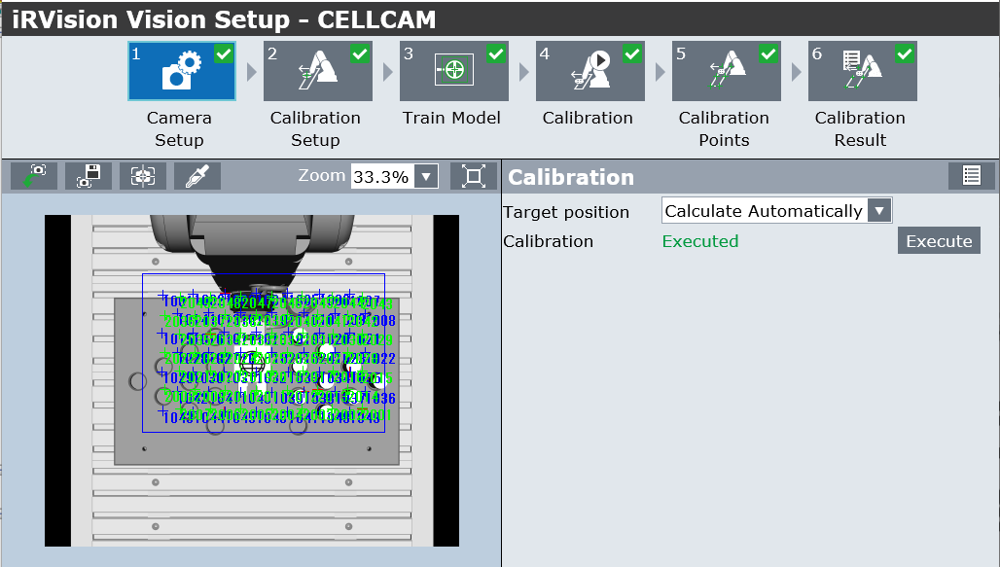 iRVision Vision Setup - CELLCAM
1 2 3 4 5 6
Camera Setup
Calibration Setup
Train Model
Calibration
Calibration Points
Calibration Result
Zoom 33.3%
Calibration
Target position Calculate Automatically
Calibration Executed Execute